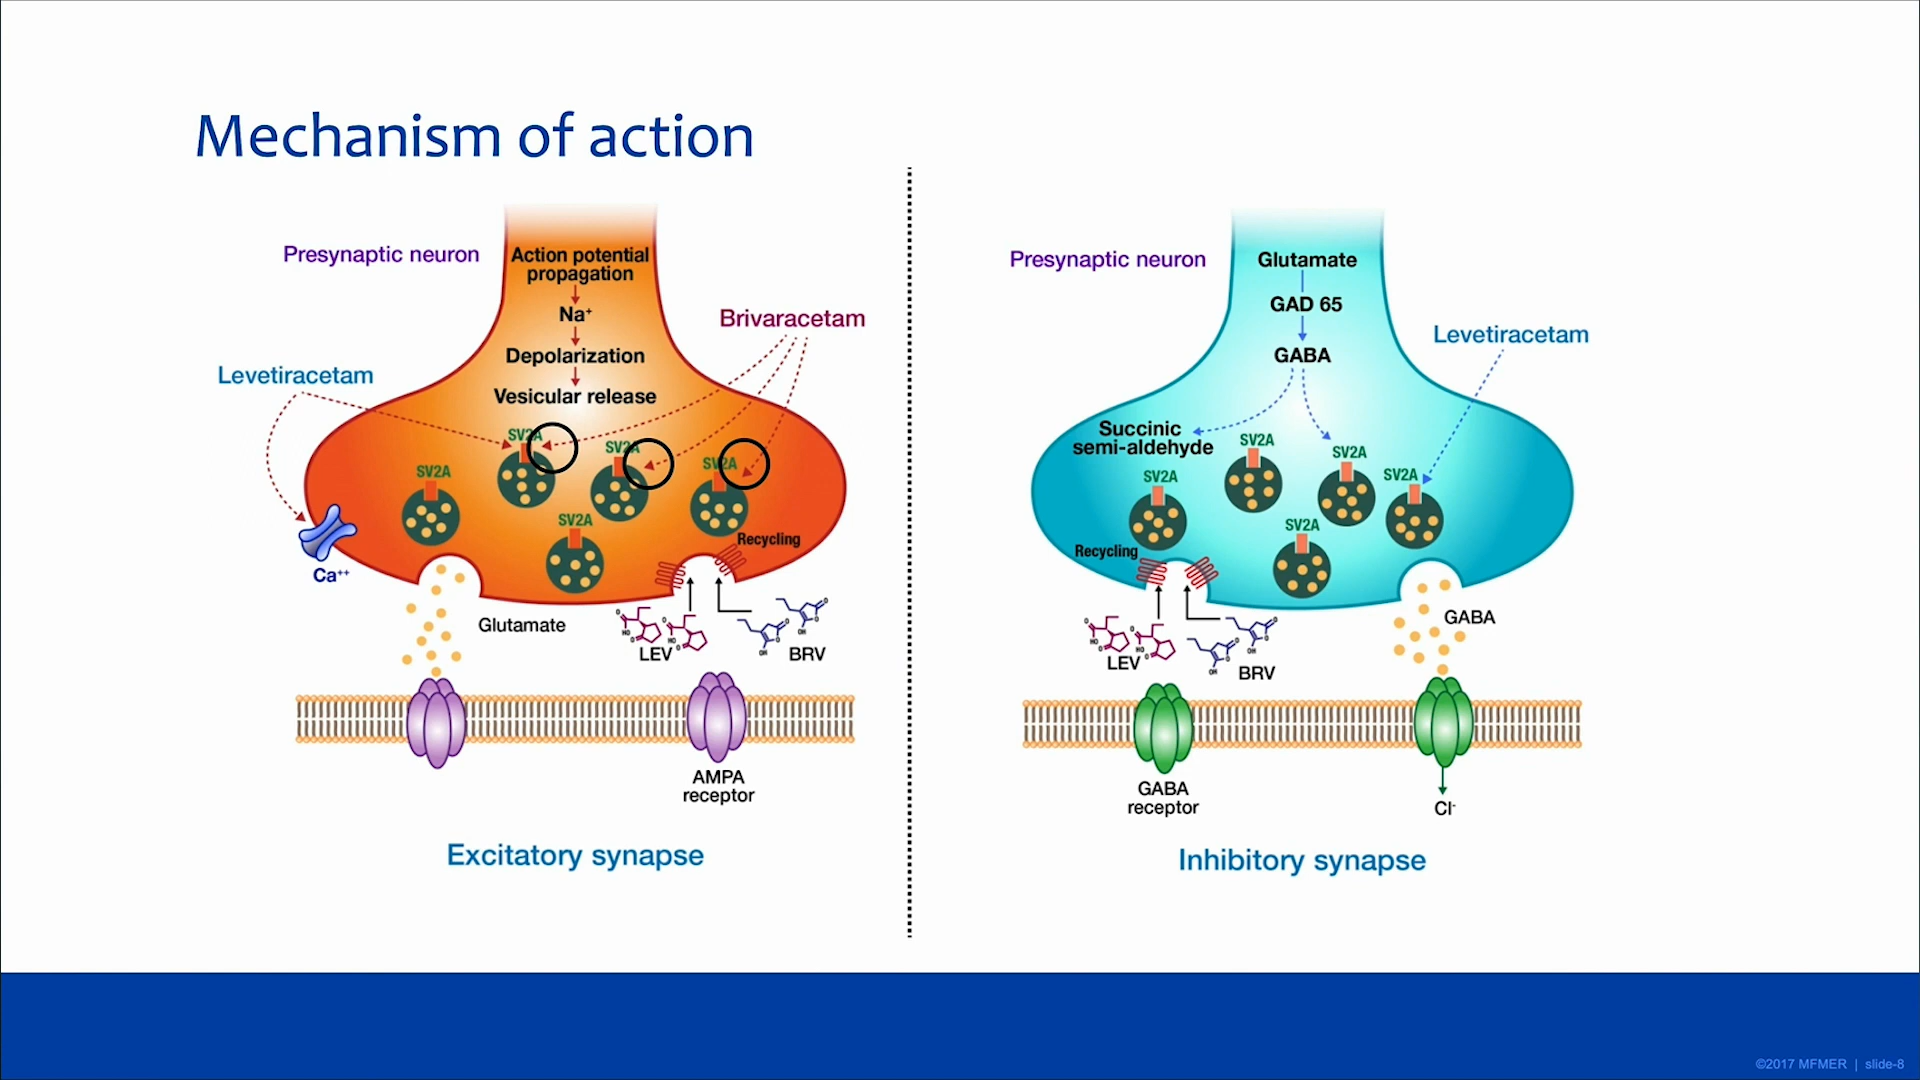 Mechanism of action
Presynaptic neuron
Action potential
propagation
Na⁺
Depolarization
Vesicular release
Brivaracetam
Levetiracetam
SV2A
SV2A
SV2A
SV2A
SV2A
Recycling
Ca⁺⁺
Glutamate
LEV
BRV
AMPA
receptor
Excitatory synapse
Presynaptic neuron
Glutamate
GAD 65
GABA
Levetiracetam
Succinic
semi-aldehyde
SV2A
SV2A
SV2A
SV2A
SV2A
Recycling
GABA
LEV
BRV
GABA
receptor
Cl⁻
Inhibitory synapse
©2017 MFMER | slide-8